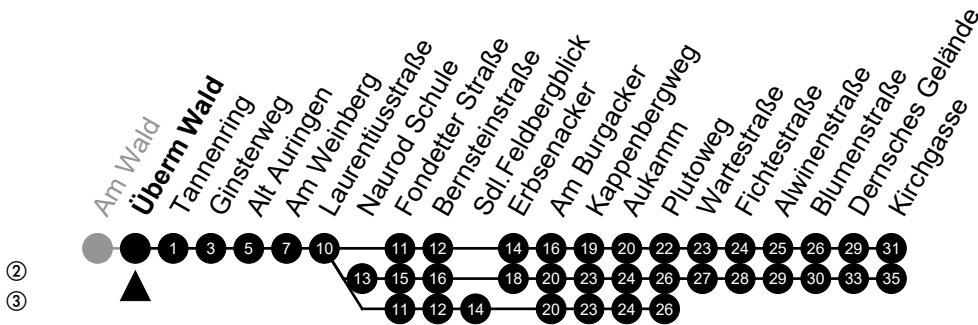 Am Wald
Überm Wald
Tannenring
Ginsterweg
Alt Auringen
Am Weinberg
Laurentiusstraße
Naurod Schule
Fondetter Straße
Bernsteinstraße
Sdl.Feldbergblick
Erbsenacker
Am Burgacker
Kappenbergweg
Aukamm
Plutoweg
Wartestraße
Fichtestraße
Alwinenstraße
Blumenstraße
Dernsches Gelände
Kirchgasse
1 3 5 7 10 11 12 14 16 19 20 22 23 24 25 26 29 31
② 13 15 16 18 20 23 24 26 27 28 29 30 33 35
③ 11 12 14 20 23 24 26